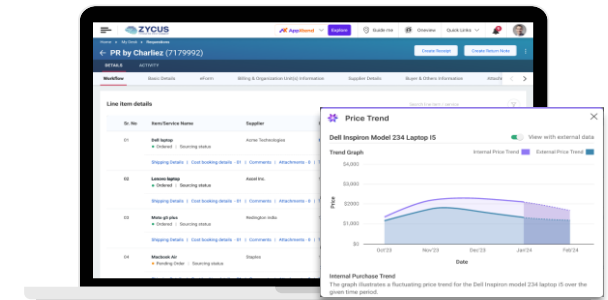 ZYCUS
AppXtend
Explore
Guide me
Overview
Quick Links
Home > My Desk > Requisitions
← PR by Charliez (7179992)
Create Receipt
Create Return Note
DETAILS
ACTIVITY
Workflow
Basic Details
eForm
Billing & Organization Unit(s) Information
Supplier Details
Buyer & Others Information
Line item details
Search line item / service
Sr. No
Item/Service Name
Supplier
01
Dell laptop
Acme Technologies
Ordered | Sourcing status
Shipping Details | Cost booking details - 01 | Comments | Attachments - 0 |
02
Lenovo laptop
Ordered | Sourcing status
Shipping Details | Cost booking details - 01 | Comments | Attachments - 0 |
03
Moto g9 plus
Redington India
Ordered | Sourcing status
Shipping Details | Cost booking details - 01 | Comments | Attachments - 0 |
04
Macbook Air
Staples
Pending Order | Sourcing status
Price Trend
Dell Inspiron Model 234 Laptop I5
View with external data
Trend Graph
Internal Price Trend
External Price Trend
$4,000
$3,000
$2000
$1,000
$0
Price
Oct'23
Nov'23
Dec'23
Jan'24
Feb'24
Date
Internal Purchase Trend
The graph illustrates a fluctuating price trend for the Dell Inspiron model 234 laptop i5 over the
given time period.